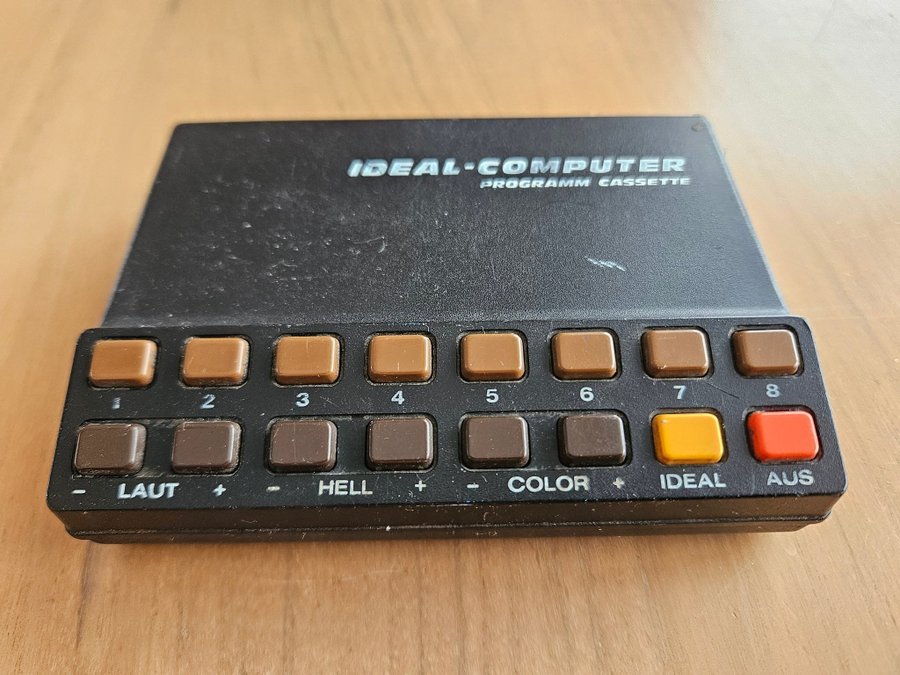 IDEAL-COMPUTER
PROGRAMM CASSETTE
1 2 3 4 5 6 7 8
- LAUT + - HELL + - COLOR + IDEAL AUS